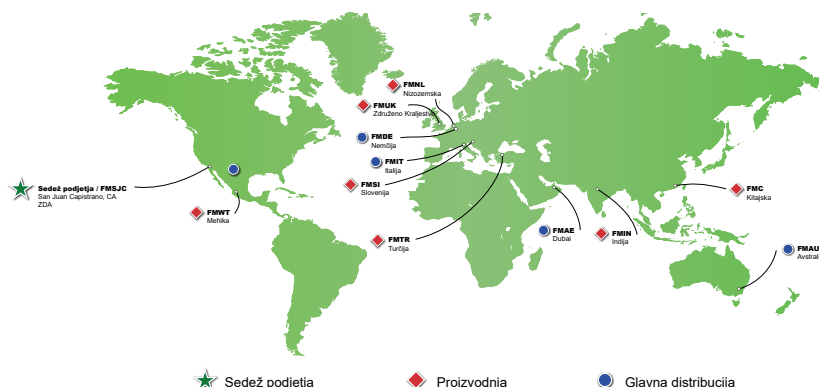 FMNL
Nizozemska
FMUK
Združeno Kraljestvo
FMDE
Nemčija
FMIT
Italija
FMSI
Slovenija
Sedež podjetja / FMSJC
San Juan Capistrano, CA
ZDA
FMWT
Mehika
FMTR
Turčija
FMAE
Dubai
FMIN
Indija
FMC
Kitajska
FMAU
Avstral
Sedež podjetja
Proizvodnja
Glavna distribucija